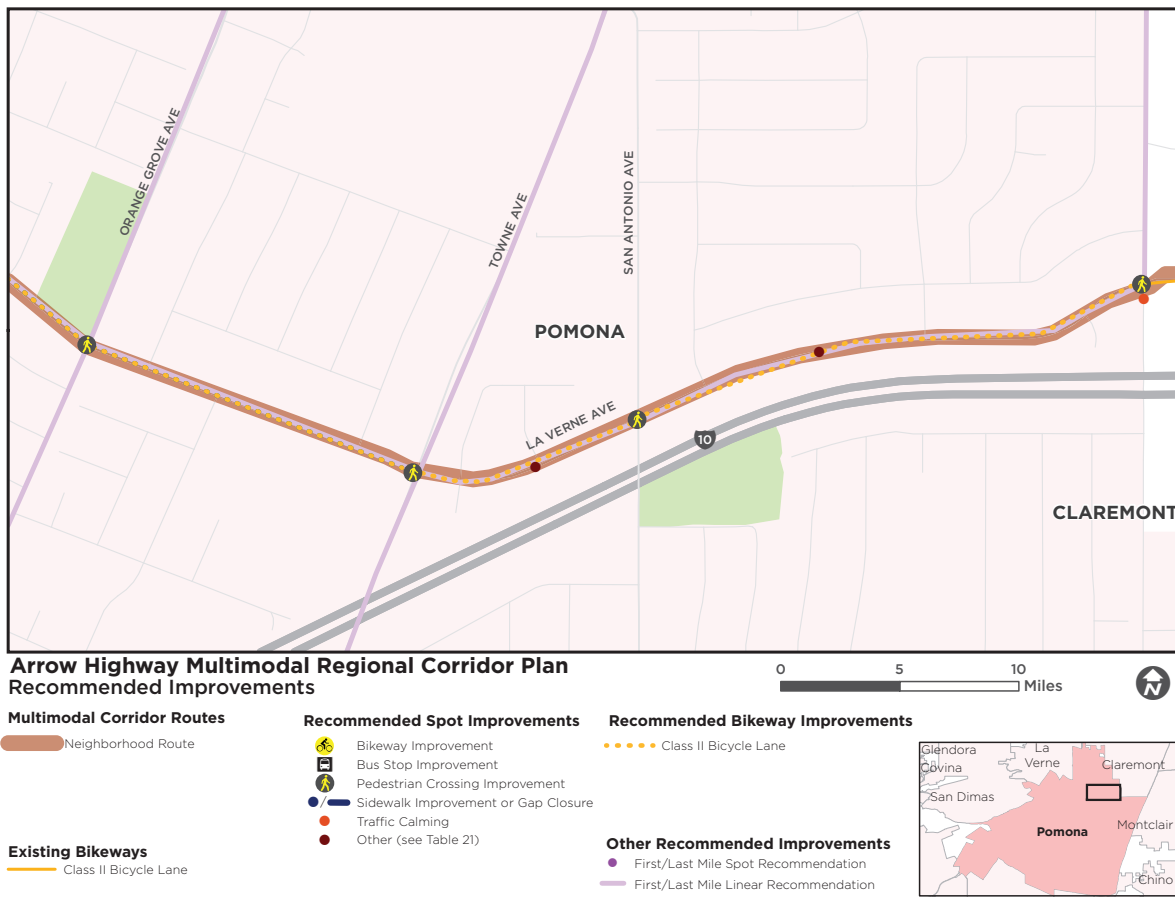 ORANGE GROVE AVE
TOWNE AVE
SAN ANTONIO AVE
POMONA
LA VERNE AVE
10
CLAREMONT
Arrow Highway Multimodal Regional Corridor Plan
Recommended Improvements
0 5 10
Miles
N
Multimodal Corridor Routes
Neighborhood Route
Existing Bikeways
Class II Bicycle Lane
Recommended Spot Improvements
Bikeway Improvement
Bus Stop Improvement
Pedestrian Crossing Improvement
/ Sidewalk Improvement or Gap Closure
Traffic Calming
Other (see Table 21)
Recommended Bikeway Improvements
Class II Bicycle Lane
Other Recommended Improvements
First/Last Mile Spot Recommendation
First/Last Mile Linear Recommendation
Glendora
Covina
La
Verne
Claremont
San Dimas
Pomona
Montclair
Chino